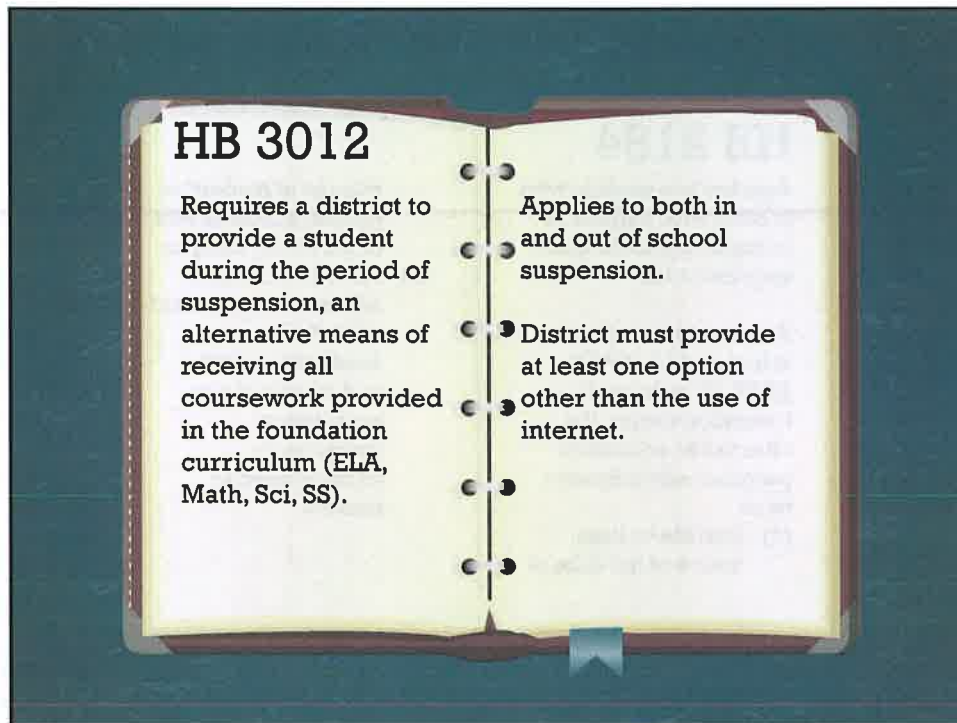 HB 3012
Requires a district to
provide a student
during the period of
suspension, an
alternative means of
receiving all
coursework provided
in the foundation
curriculum (ELA,
Math, Sci, SS).
Applies to both in
and out of school
suspension.
District must provide
at least one option
other than the use of
internet.